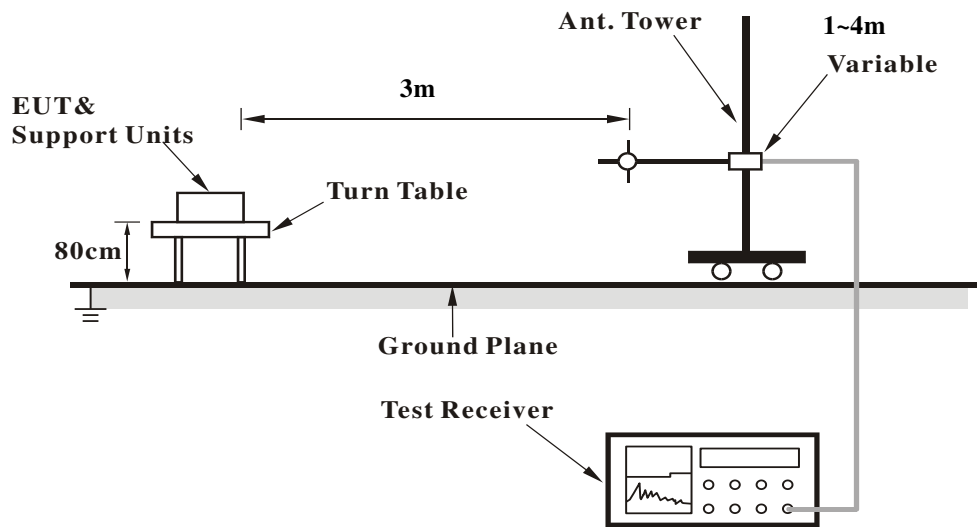 Ant. Tower
1~4m
Variable
3m
EUT&
Support Units
Turn Table
80cm
Ground Plane
Test Receiver